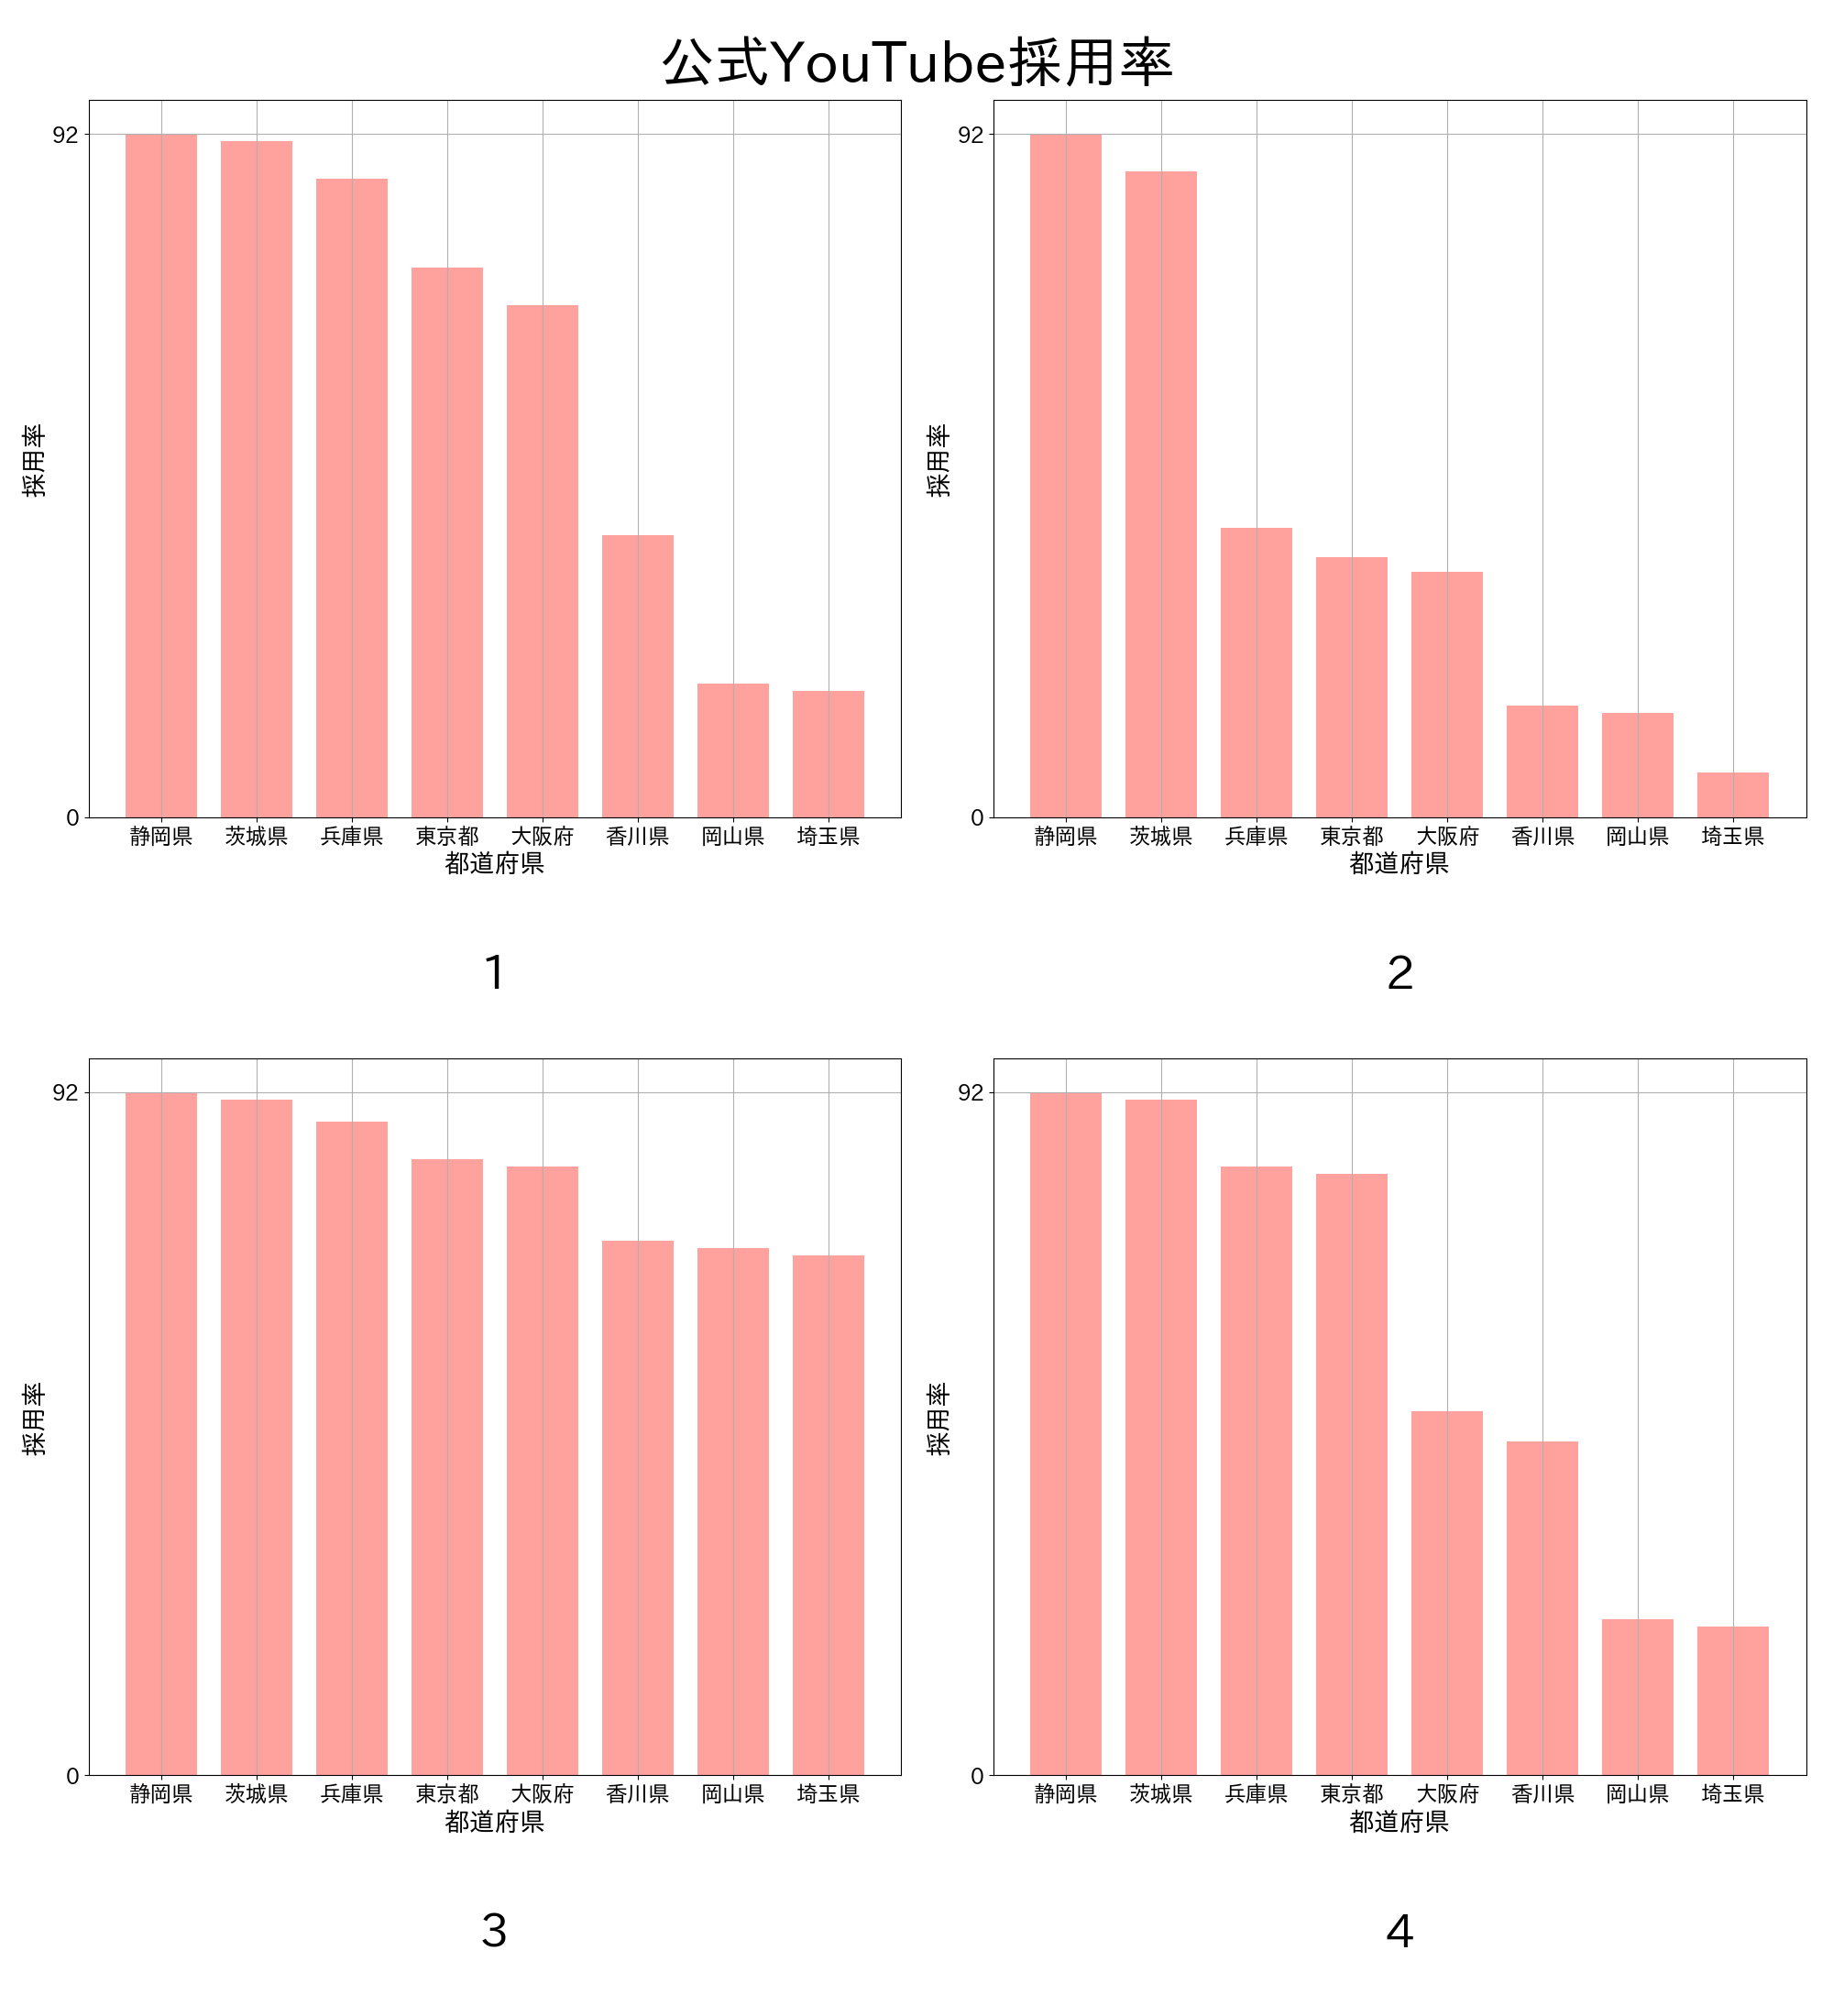 公式YouTube採用率
92
0
採用率
静岡県 茨城県 兵庫県 東京都 大阪府 香川県 岡山県 埼玉県
都道府県
1
92
0
採用率
静岡県 茨城県 兵庫県 東京都 大阪府 香川県 岡山県 埼玉県
都道府県
2
92
0
採用率
静岡県 茨城県 兵庫県 東京都 大阪府 香川県 岡山県 埼玉県
都道府県
3
92
0
採用率
静岡県 茨城県 兵庫県 東京都 大阪府 香川県 岡山県 埼玉県
都道府県
4